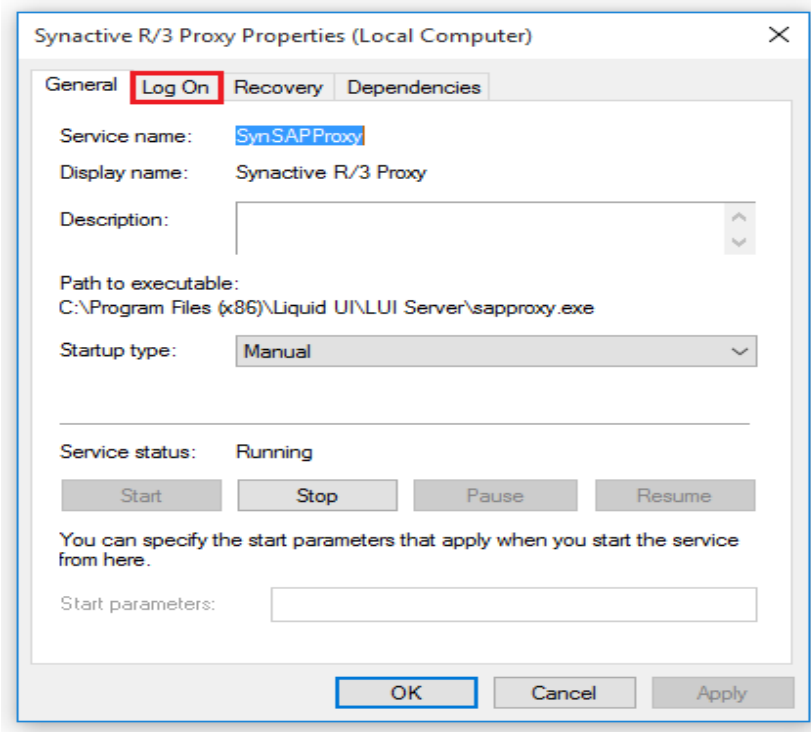 Synactive R/3 Proxy Properties (Local Computer)
General Log On Recovery Dependencies
Service name: SynSAPProxy
Display name: Synactive R/3 Proxy
Description:
Path to executable:
C:\Program Files (x86)\Liquid UI\LUI Server\sapproxy.exe
Startup type: Manual
Service status: Running
Start Stop Pause Resume
You can specify the start parameters that apply when you start the service
from here.
Start parameters:
OK Cancel Apply